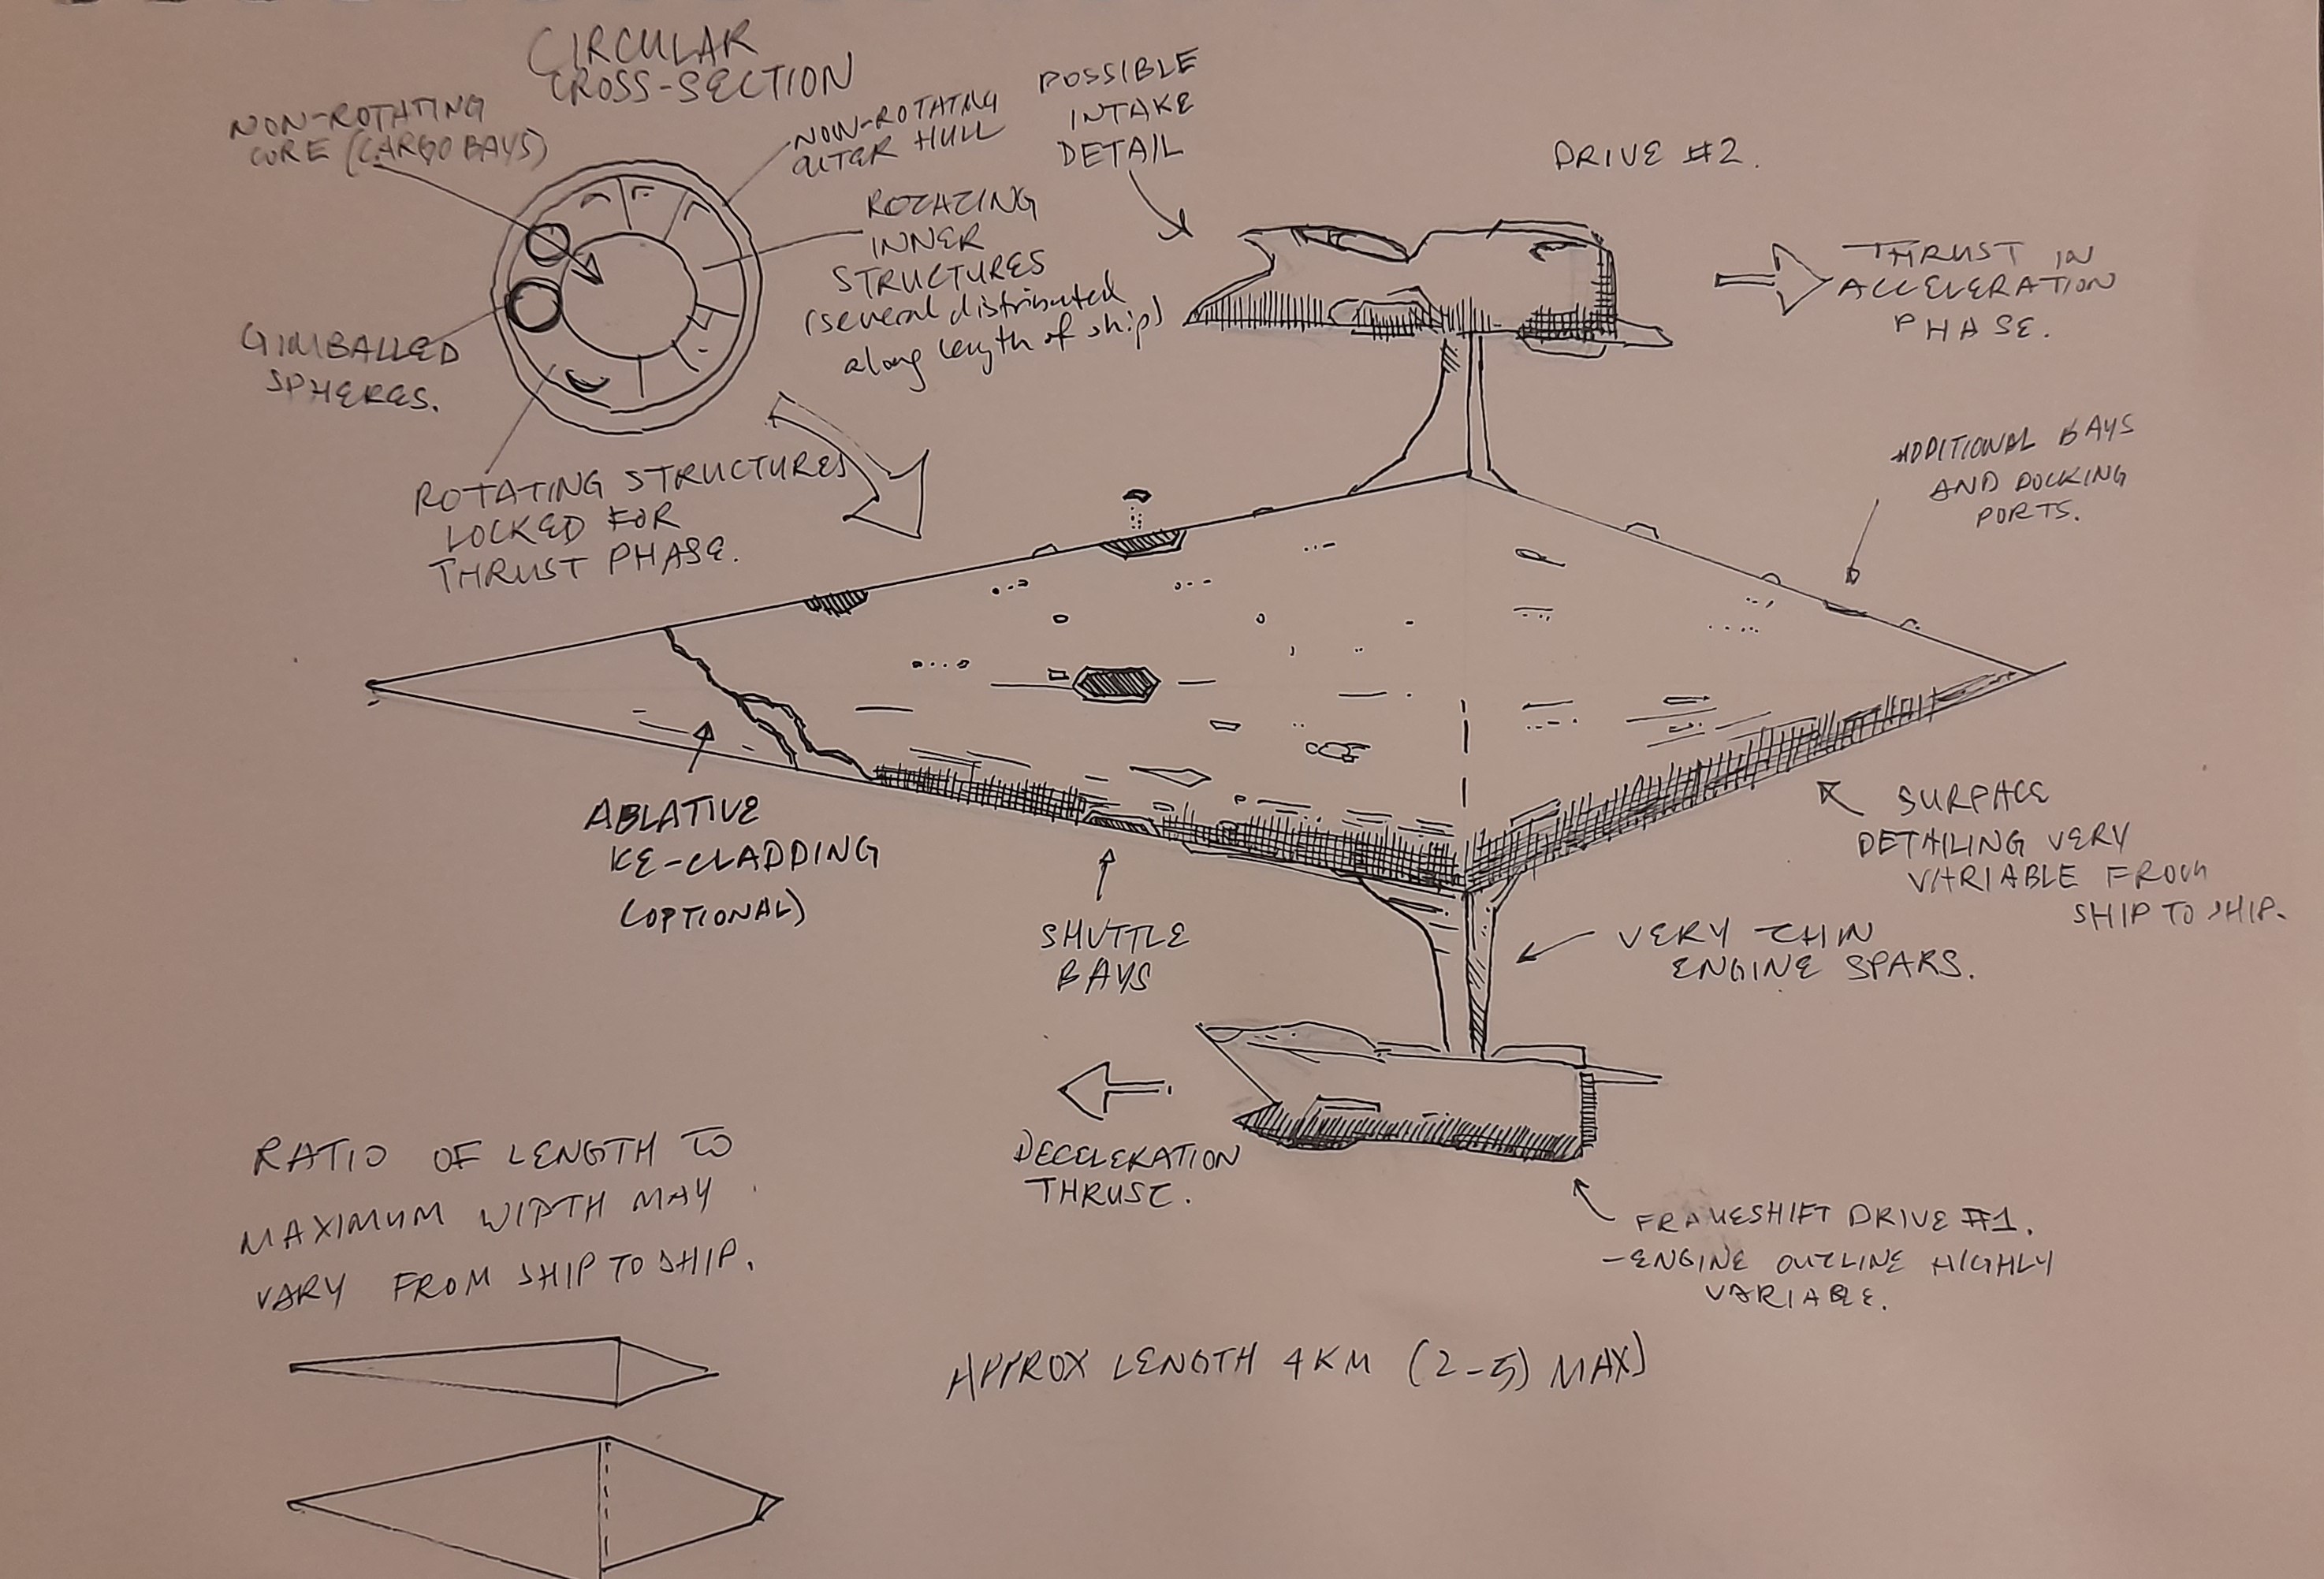 CIRCULAR
CROSS-SECTION
NON-ROTATING
CORE (CARGO BAYS)
NON-ROTATING
OUTER HULL
ROTATING
INNER
STRUCTURES
(several distributed
along length of ship)
GIMBALLED
SPHERES.
ROTATING STRUCTURES
LOCKED FOR
THRUST PHASE.
POSSIBLE
INTAKE
DETAIL
DRIVE #2.
THRUST IN
ACCELERATION
PHASE.
ADDITIONAL BAYS
AND DOCKING
PORTS.
ABLATIVE
KE-CLADDING
(OPTIONAL)
SHUTTLE
BAYS
SURFACE
DETAILING VERY
VARIABLE FROM
SHIP TO SHIP.
VERY THIN
ENGINE SPARS.
DECCELERATION
THRUST.
FRAMESHIFT DRIVE #1.
-ENGINE OUTLINE HIGHLY
VARIABLE.
RATIO OF LENGTH TO
MAXIMUM WIDTH MAY
VARY FROM SHIP TO SHIP.
APPROX LENGTH 4KM (2-5) MAX)